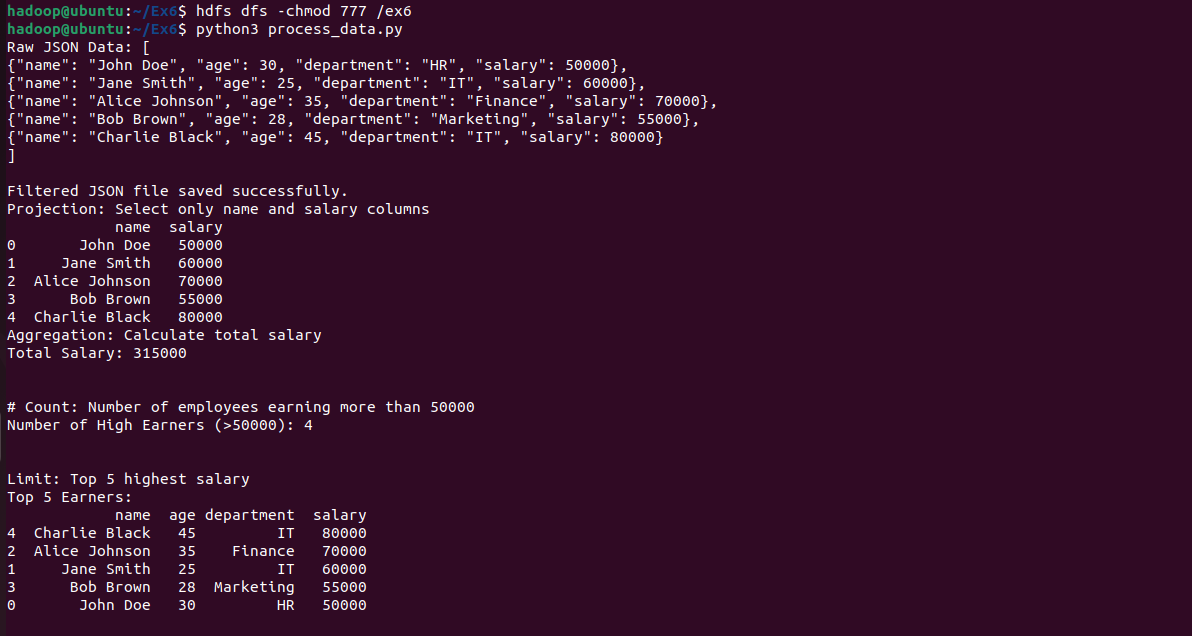 hadoop@ubuntu:~/Ex6$ hdfs dfs -chmod 777 /ex6
hadoop@ubuntu:~/Ex6$ python3 process_data.py
Raw JSON Data: [
{"name": "John Doe", "age": 30, "department": "HR", "salary": 50000},
{"name": "Jane Smith", "age": 25, "department": "IT", "salary": 60000},
{"name": "Alice Johnson", "age": 35, "department": "Finance", "salary": 70000},
{"name": "Bob Brown", "age": 28, "department": "Marketing", "salary": 55000},
{"name": "Charlie Black", "age": 45, "department": "IT", "salary": 80000}
]

Filtered JSON file saved successfully.
Projection: Select only name and salary columns
            name  salary
0       John Doe   50000
1     Jane Smith   60000
2  Alice Johnson   70000
3      Bob Brown   55000
4  Charlie Black   80000
Aggregation: Calculate total salary
Total Salary: 315000

# Count: Number of employees earning more than 50000
Number of High Earners (>50000): 4

Limit: Top 5 highest salary
Top 5 Earners:
            name  age department  salary
4  Charlie Black   45         IT   80000
2  Alice Johnson   35    Finance   70000
1     Jane Smith   25         IT   60000
3      Bob Brown   28  Marketing   55000
0       John Doe   30         HR   50000